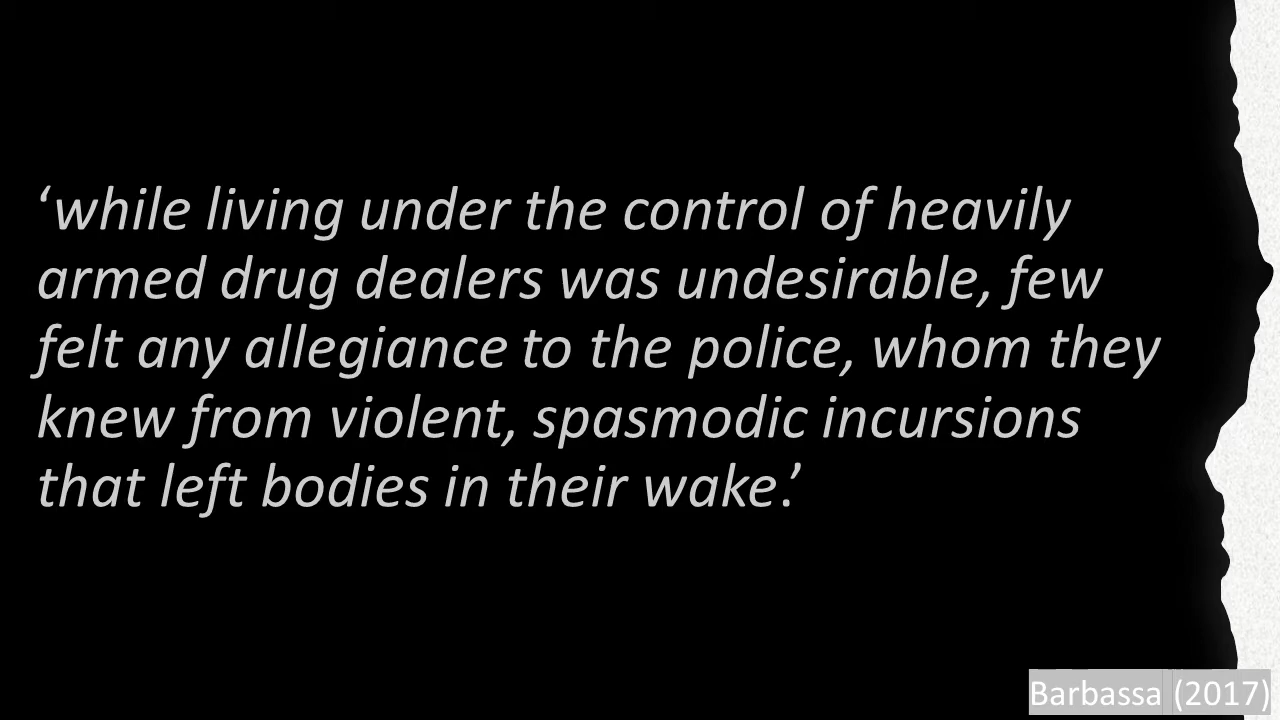 ‘while living under the control of heavily
armed drug dealers was undesirable, few
felt any allegiance to the police, whom they
knew from violent, spasmodic incursions
that left bodies in their wake.’
Barbassa (2017)